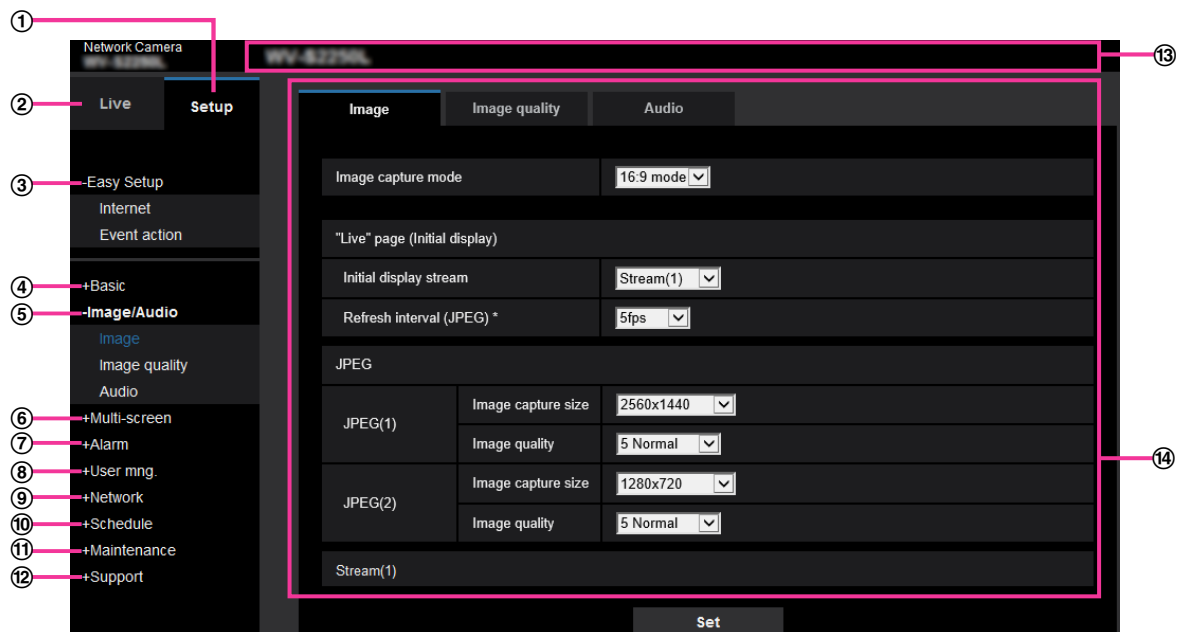 ①
Network Camera
⑬
② Live Setup
Image Image quality Audio
③ -Easy Setup
Image capture mode 16:9 mode
Internet
Event action
"Live" page (Initial display)
Initial display stream Stream(1)
④ +Basic
⑤ -Image/Audio
Refresh interval (JPEG) * 5fps
Image
Image quality
JPEG
Audio
JPEG(1) Image capture size 2560x1440
Image quality 5 Normal
⑥ +Multi-screen
⑦ +Alarm
⑭
⑧ +User mng.
JPEG(2) Image capture size 1280x720
Image quality 5 Normal
⑨ +Network
⑩ +Schedule
⑪ +Maintenance
⑫ +Support
Stream(1)
Set